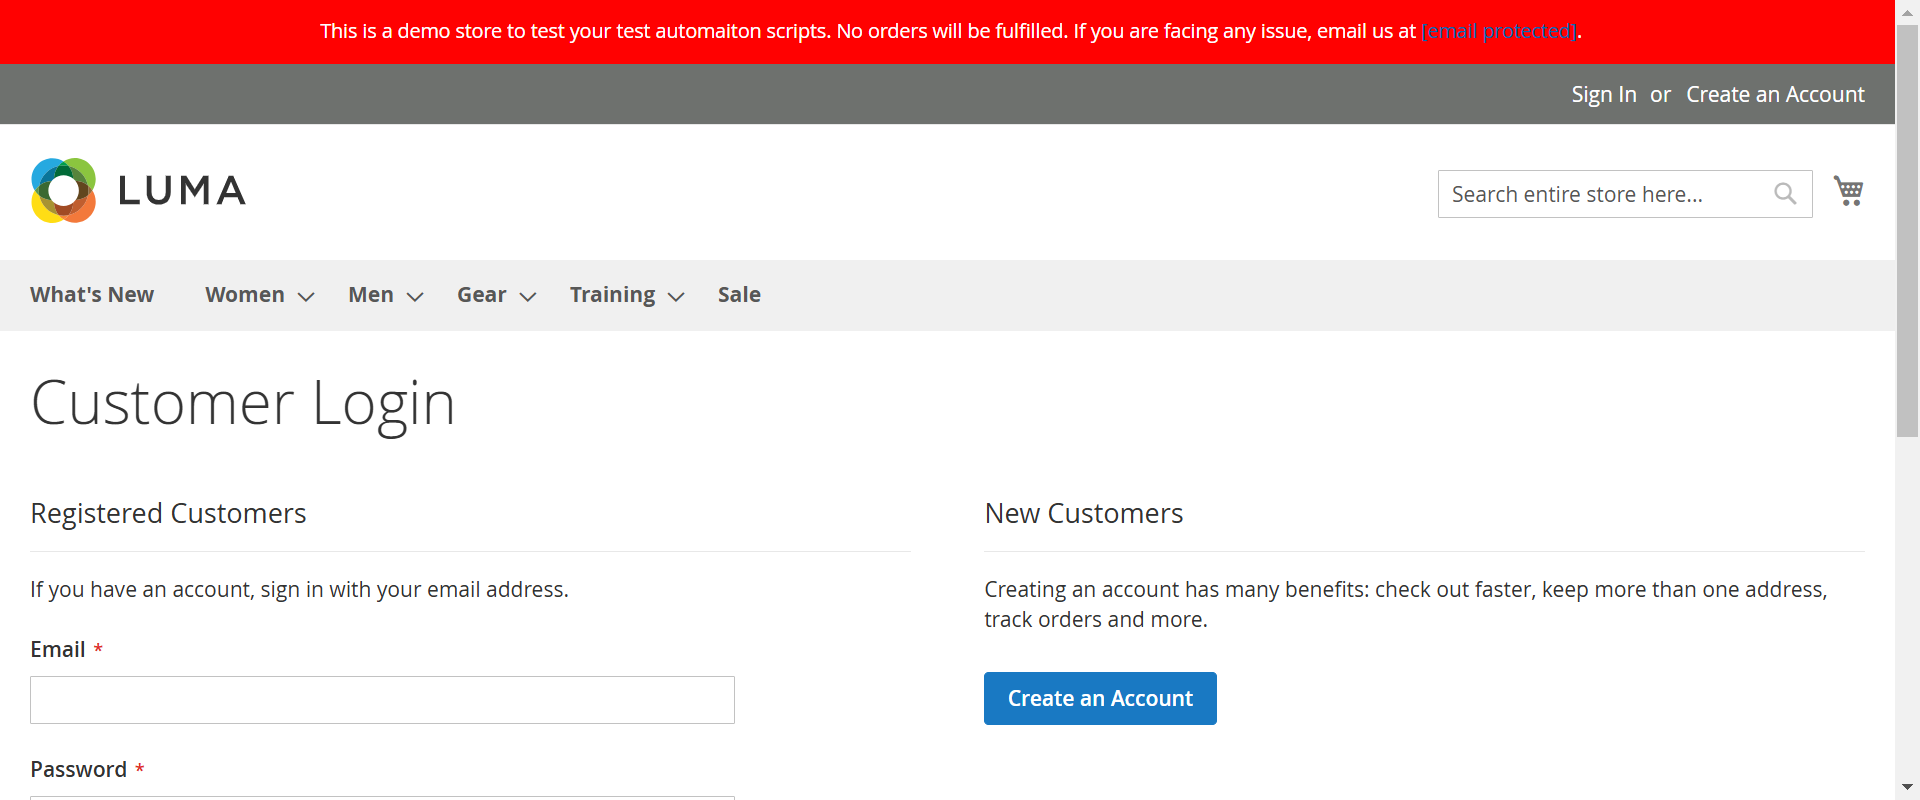 This is a demo store to test your test automaiton scripts. No orders will be fulfilled. If you are facing any issue, email us at [email protected].
Sign In or Create an Account
LUMA
Search entire store here...
What's New Women Men Gear Training Sale
Customer Login
Registered Customers
If you have an account, sign in with your email address.
Email *
Password *
New Customers
Creating an account has many benefits: check out faster, keep more than one address,
track orders and more.
Create an Account